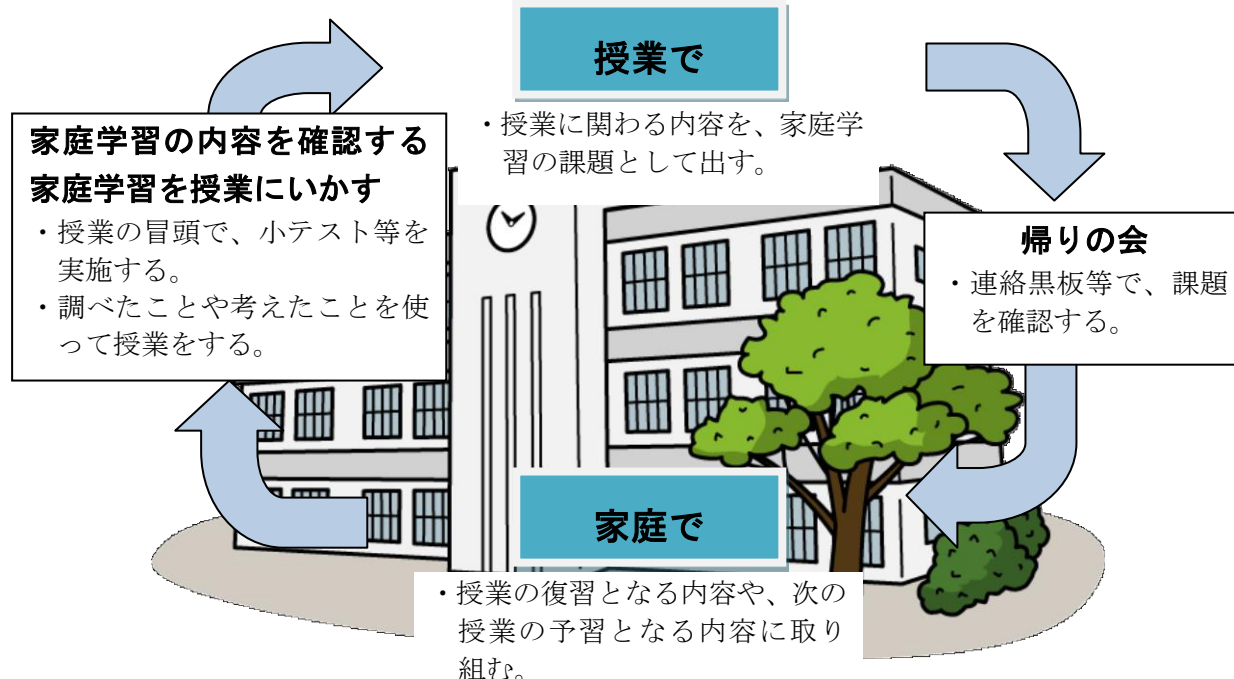 授業で
・授業に関わる内容を、家庭学
習の課題として出す。
帰りの会
・連絡黒板等で、課題
を確認する。
家庭で
・授業の復習となる内容や、次の
授業の予習となる内容に取り
組む。
家庭学習の内容を確認する
家庭学習を授業にいかす
・授業の冒頭で、小テスト等を
実施する。
・調べたことや考えたことを使
って授業をする。